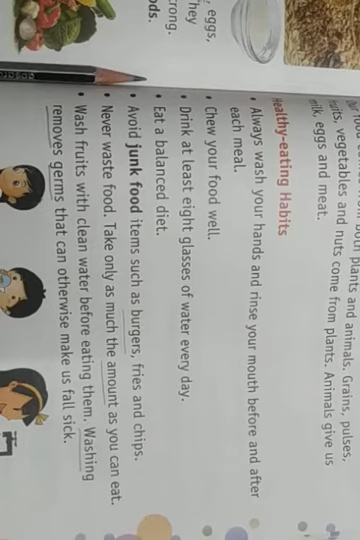 eggs,
They
strong.
both plants and animals. Grains, pulses,
fruits, vegetables and nuts come from plants. Animals give us
milk, eggs and meat.
Healthy-eating Habits
• Always wash your hands and rinse your mouth before and after
each meal.
• Chew your food well.
• Drink at least eight glasses of water every day.
• Eat a balanced diet.
• Avoid junk food items such as burgers, fries and chips.
• Never waste food. Take only as much the amount as you can eat.
• Wash fruits with clean water before eating them. Washing
removes germs that can otherwise make us fall sick.